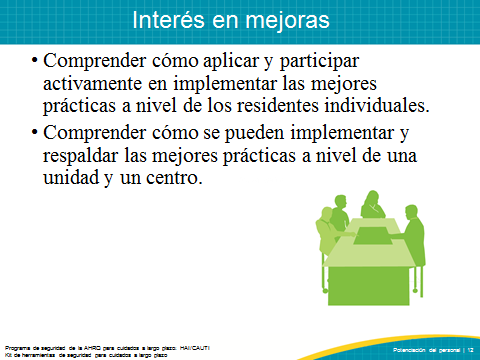 Interés en mejoras
• Comprender cómo aplicar y participar
activamente en implementar las mejores
prácticas a nivel de los residentes individuales.
• Comprender cómo se pueden implementar y
respaldar las mejores prácticas a nivel de una
unidad y un centro.
Programa de seguridad de la AHRQ para cuidados a largo plazo: HAI/CAUTI
Kit de herramientas de seguridad para cuidados a largo plazo
Potenciación del personal | 12